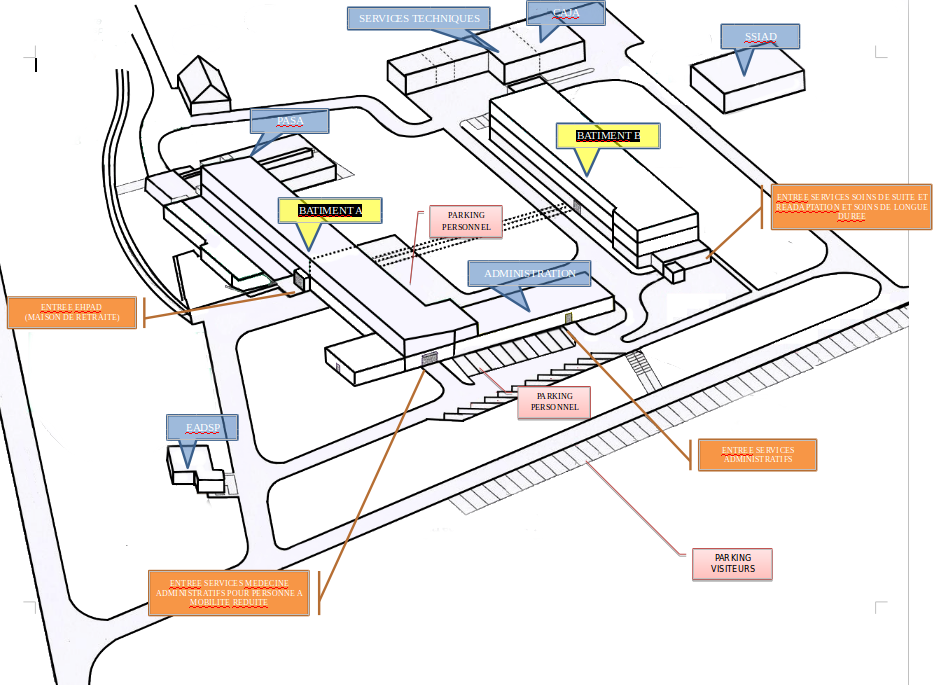 SERVICES TECHNIQUES
CAJA
SSIAD
PASA
BATIMENT B
BATIMENT A
PARKING
PERSONNEL
ENTREE SERVICES SOINS DE SUITE ET
READAPTATION ET SOINS DE LONGUE
DUREE
ADMINISTRATION
ENTREE EHPAD
(MAISON DE RETRAITE)
PARKING
PERSONNEL
EADSP
ENTREE SERVICES
ADMINISTRATIFS
PARKING
VISITEURS
ENTREE SERVICES MEDECINE
ADMINISTRATIFS POUR PERSONNE A
MOBILITE REDUITE